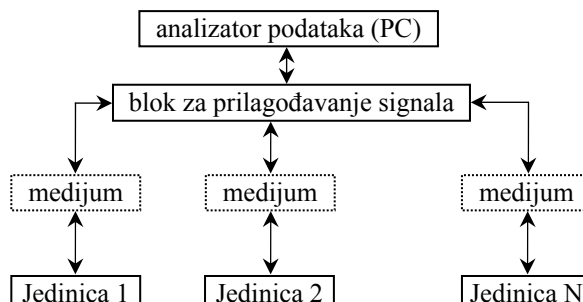 analizator podataka (PC)
blok za prilagođavanje signala
medijum medijum medijum
Jedinica 1 Jedinica 2 Jedinica N